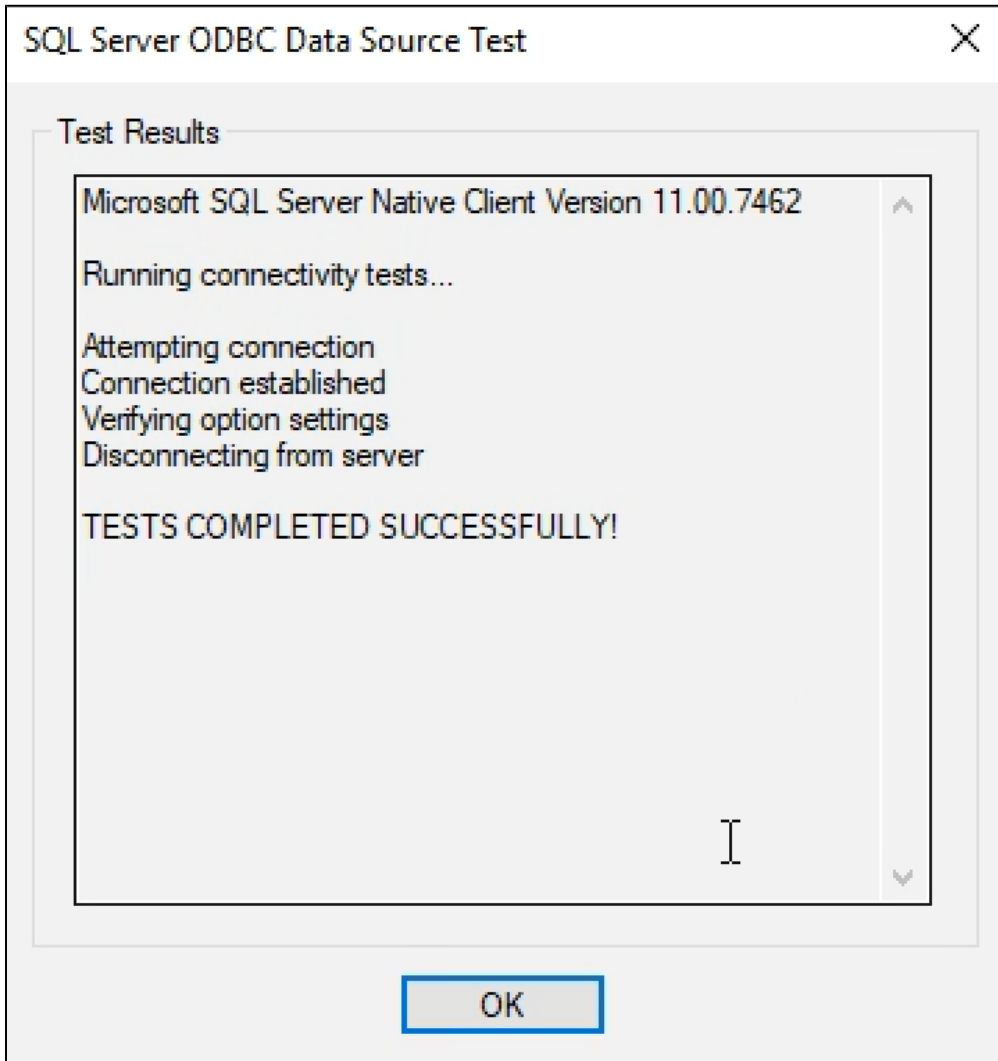 SQL Server ODBC Data Source Test
Test Results
Microsoft SQL Server Native Client Version 11.00.7462
Running connectivity tests...
Attempting connection
Connection established
Verifying option settings
Disconnecting from server
TESTS COMPLETED SUCCESSFULLY!
OK